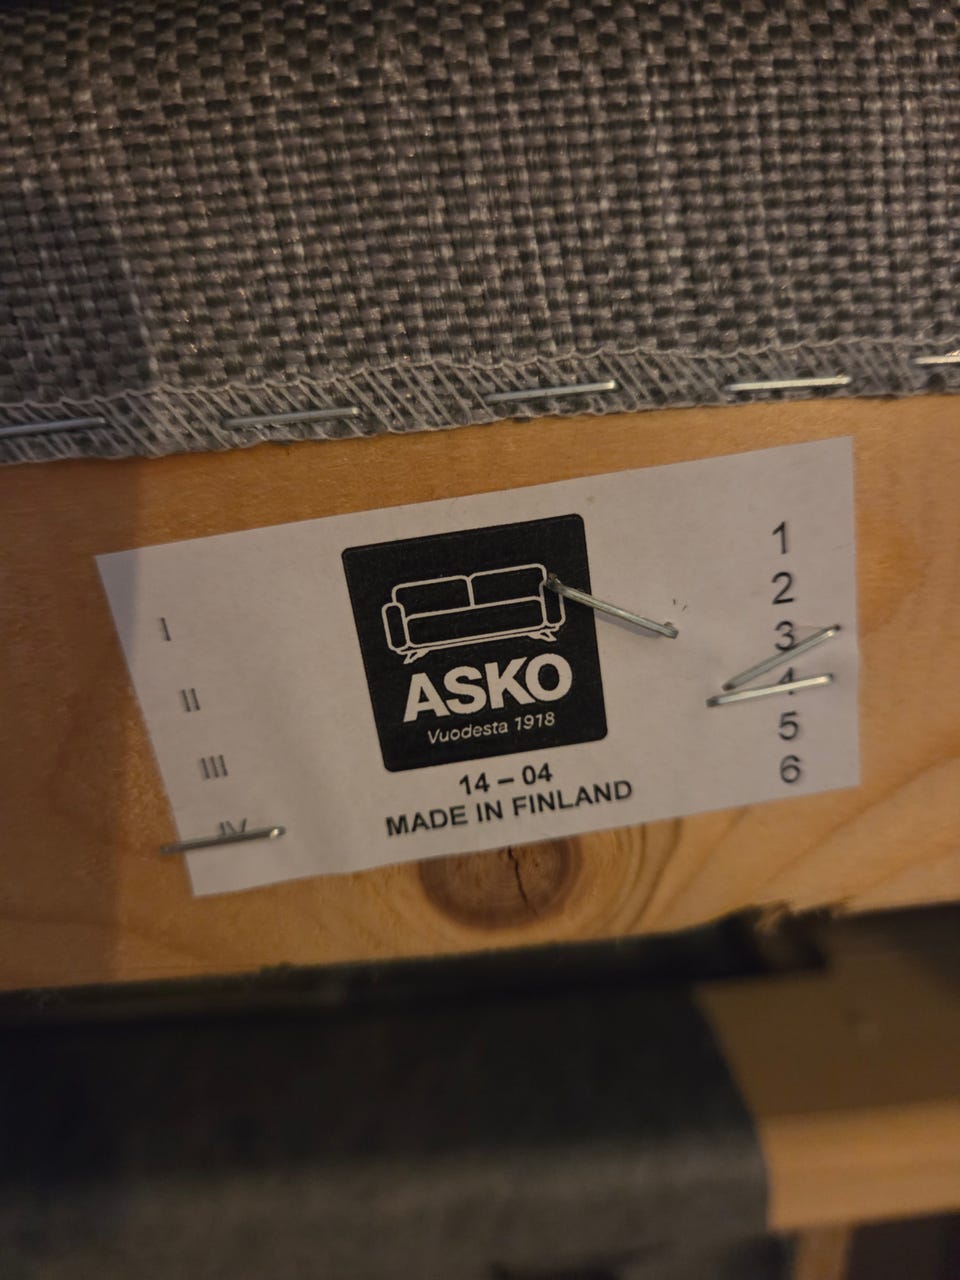 I
II
III
IV
ASKO
Vuodesta 1918
14 – 04
MADE IN FINLAND
1
2
3
4
5
6